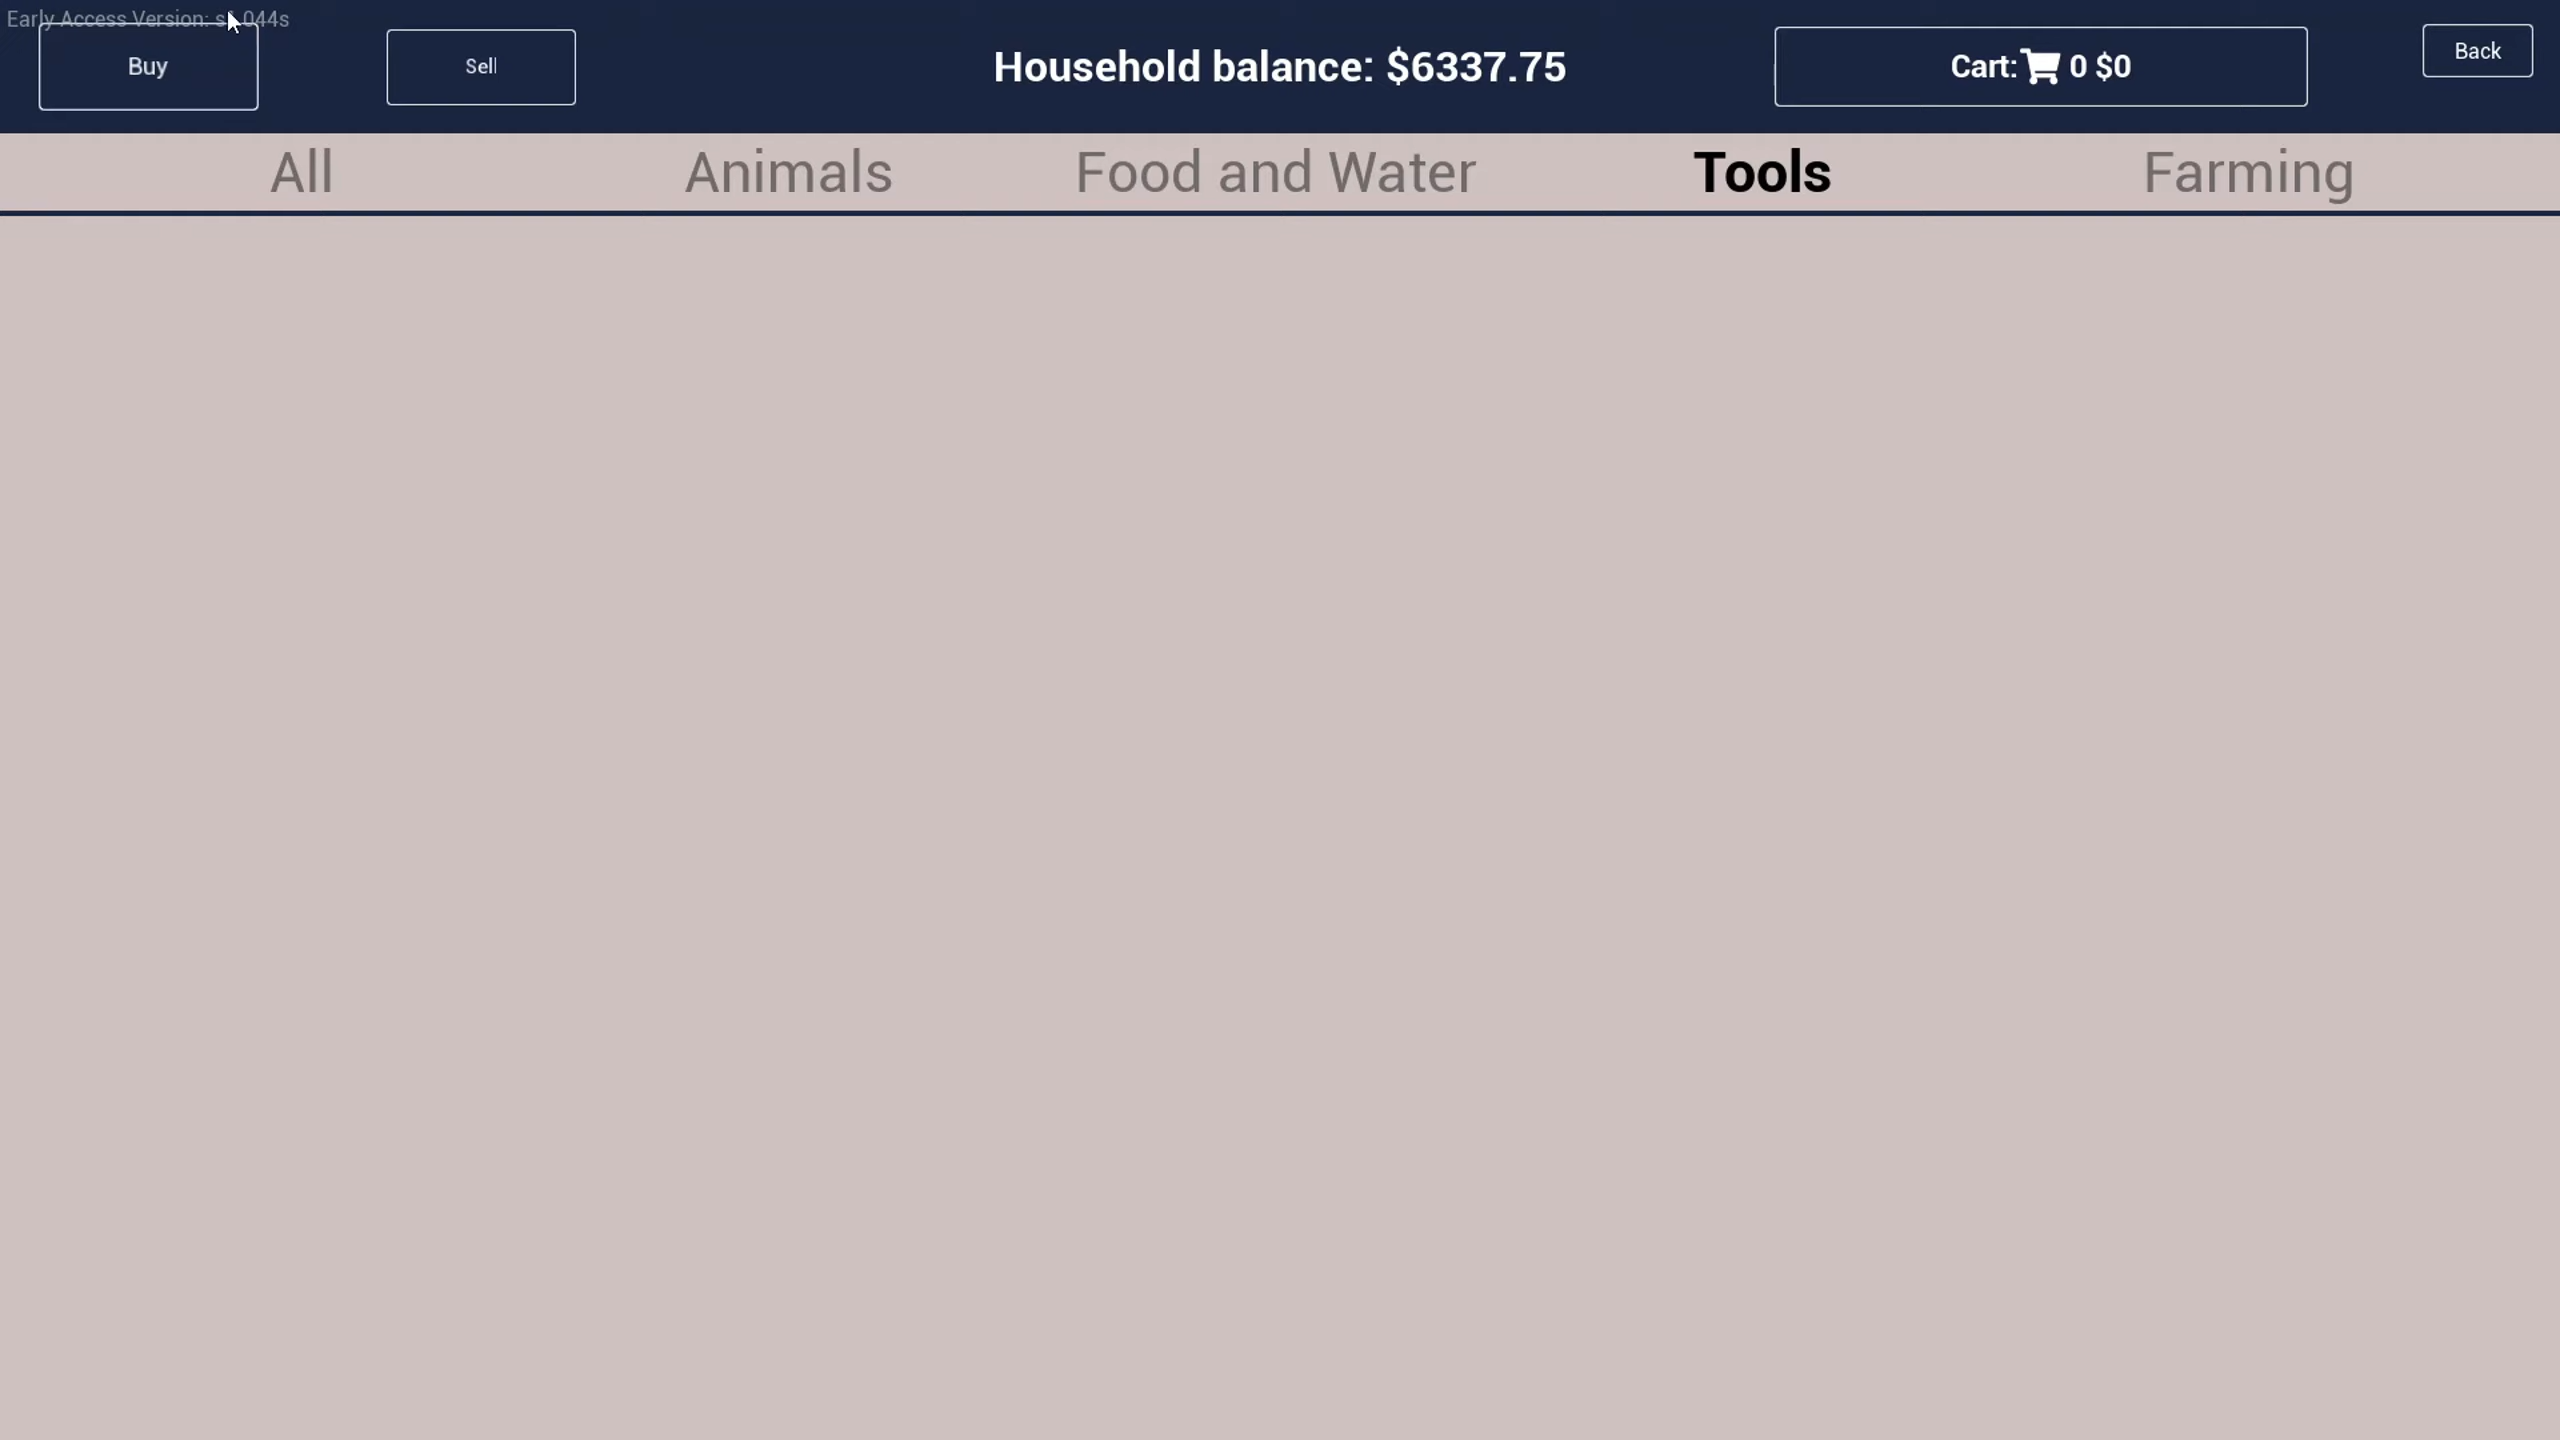 Early Access Version:
Buy
Sell
Household balance: $6337.75
Cart: 0 $0
Back
All
Animals
Food and Water
Tools
Farming